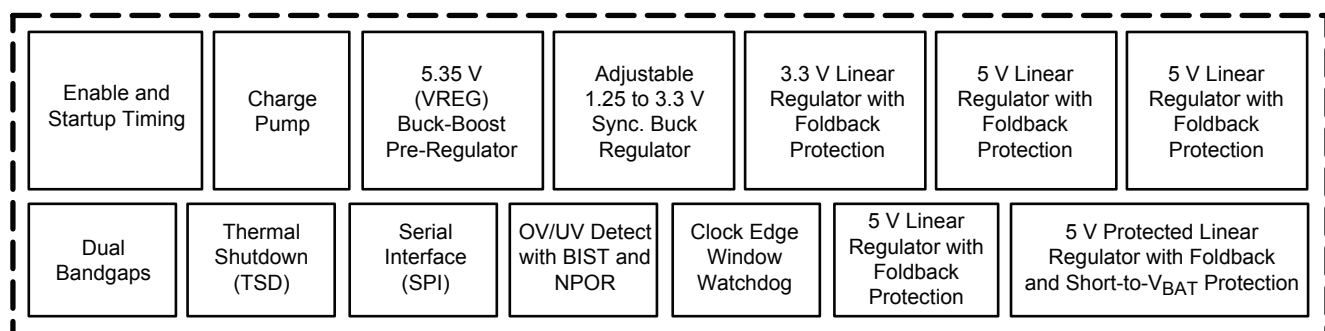 Enable and
Startup Timing
Charge
Pump
5.35 V
(VREG)
Buck-Boost
Pre-Regulator
Adjustable
1.25 to 3.3 V
Sync. Buck
Regulator
3.3 V Linear
Regulator with
Foldback
Protection
5 V Linear
Regulator with
Foldback
Protection
5 V Linear
Regulator with
Foldback
Protection
Dual
Bandgaps
Thermal
Shutdown
(TSD)
Serial
Interface
(SPI)
OV/UV Detect
with BIST and
NPOR
Clock Edge
Window
Watchdog
5 V Linear
Regulator with
Foldback
Protection
5 V Protected Linear
Regulator with Foldback
and Short-to-VBAT Protection